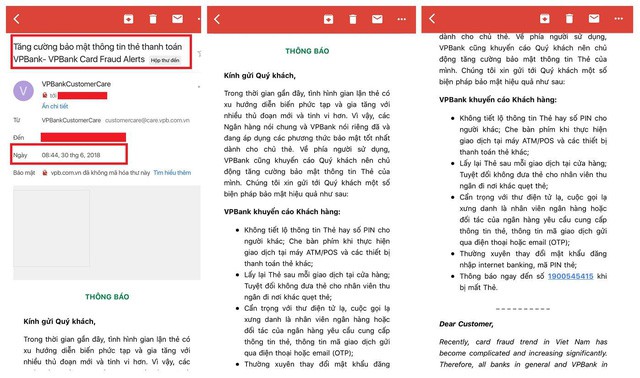 Tăng cường bảo mật thông tin thẻ thanh toán
VPBank- VPBank Card Fraud Alerts Hộp thư đến
V
VPBankCustomerCare
tới
Ẩn chi tiết
Từ VPBankCustomerCare customercare@icare.vpb.com.vn
Đến
Ngày 08:44, 30 thg 6, 2018
Bảo mật vpb.com.vn đã không mã hóa thư này Tìm hiểu thêm
THÔNG BÁO
Kính gửi Quý khách,
Trong thời gian gần đây, tình hình gian lận thẻ có
xu hướng diễn biến phức tạp và gia tăng với
nhiều thủ đoạn mới và tinh vi hơn. Vì vậy, các
THÔNG BÁO
Kính gửi Quý khách,
Trong thời gian gần đây, tình hình gian lận thẻ có
xu hướng diễn biến phức tạp và gia tăng với
nhiều thủ đoạn mới và tinh vi hơn. Vì vậy, các
Ngân hàng nói chung và VPBank nói riêng đã và
đang áp dụng các phương thức bảo mật tốt nhất
dành cho chủ thẻ. Về phía người sử dụng,
VPBank cũng khuyến cáo Quý khách nên chủ
động tăng cường bảo mật thông tin Thẻ của
mình. Chúng tôi xin gửi tới Quý khách một số
biện pháp bảo mật hiệu quả như sau:
VPBank khuyến cáo Khách hàng:
• Không tiết lộ thông tin Thẻ hay số PIN cho
người khác; Che bàn phím khi thực hiện
giao dịch tại máy ATM/POS và các thiết bị
thanh toán thẻ khác;
• Lấy lại Thẻ sau mỗi giao dịch tại cửa hàng;
Tuyệt đối không đưa thẻ cho nhân viên thu
ngân đi nơi khác quẹt thẻ;
• Cẩn trọng với thư điện tử lạ, cuộc gọi lạ
xưng danh là nhân viên ngân hàng hoặc
đối tác của ngân hàng yêu cầu cung cấp
thông tin thẻ, thông tin mã giao dịch gửi
qua điện thoại hoặc email (OTP);
• Thường xuyên thay đổi mật khẩu đăng
dành cho chủ thẻ. Về phía người sử dụng,
VPBank cũng khuyến cáo Quý khách nên chủ
động tăng cường bảo mật thông tin Thẻ của
mình. Chúng tôi xin gửi tới Quý khách một số
biện pháp bảo mật hiệu quả như sau:
VPBank khuyến cáo Khách hàng:
• Không tiết lộ thông tin Thẻ hay số PIN cho
người khác; Che bàn phím khi thực hiện
giao dịch tại máy ATM/POS và các thiết bị
thanh toán thẻ khác;
• Lấy lại Thẻ sau mỗi giao dịch tại cửa hàng;
Tuyệt đối không đưa thẻ cho nhân viên thu
ngân đi nơi khác quẹt thẻ;
• Cẩn trọng với thư điện tử lạ, cuộc gọi lạ
xưng danh là nhân viên ngân hàng hoặc
đối tác của ngân hàng yêu cầu cung cấp
thông tin thẻ, thông tin mã giao dịch gửi
qua điện thoại hoặc email (OTP);
• Thường xuyên thay đổi mật khẩu đăng
nhập internet banking, mã PIN thẻ;
• Thông báo ngay đến số 1900545415 khi
bị mất Thẻ.
----------
Dear Customer,
Recently, card fraud trend in Viet Nam has
become complicated and increasing significantly.
Therefore, all banks in general and VPBank in